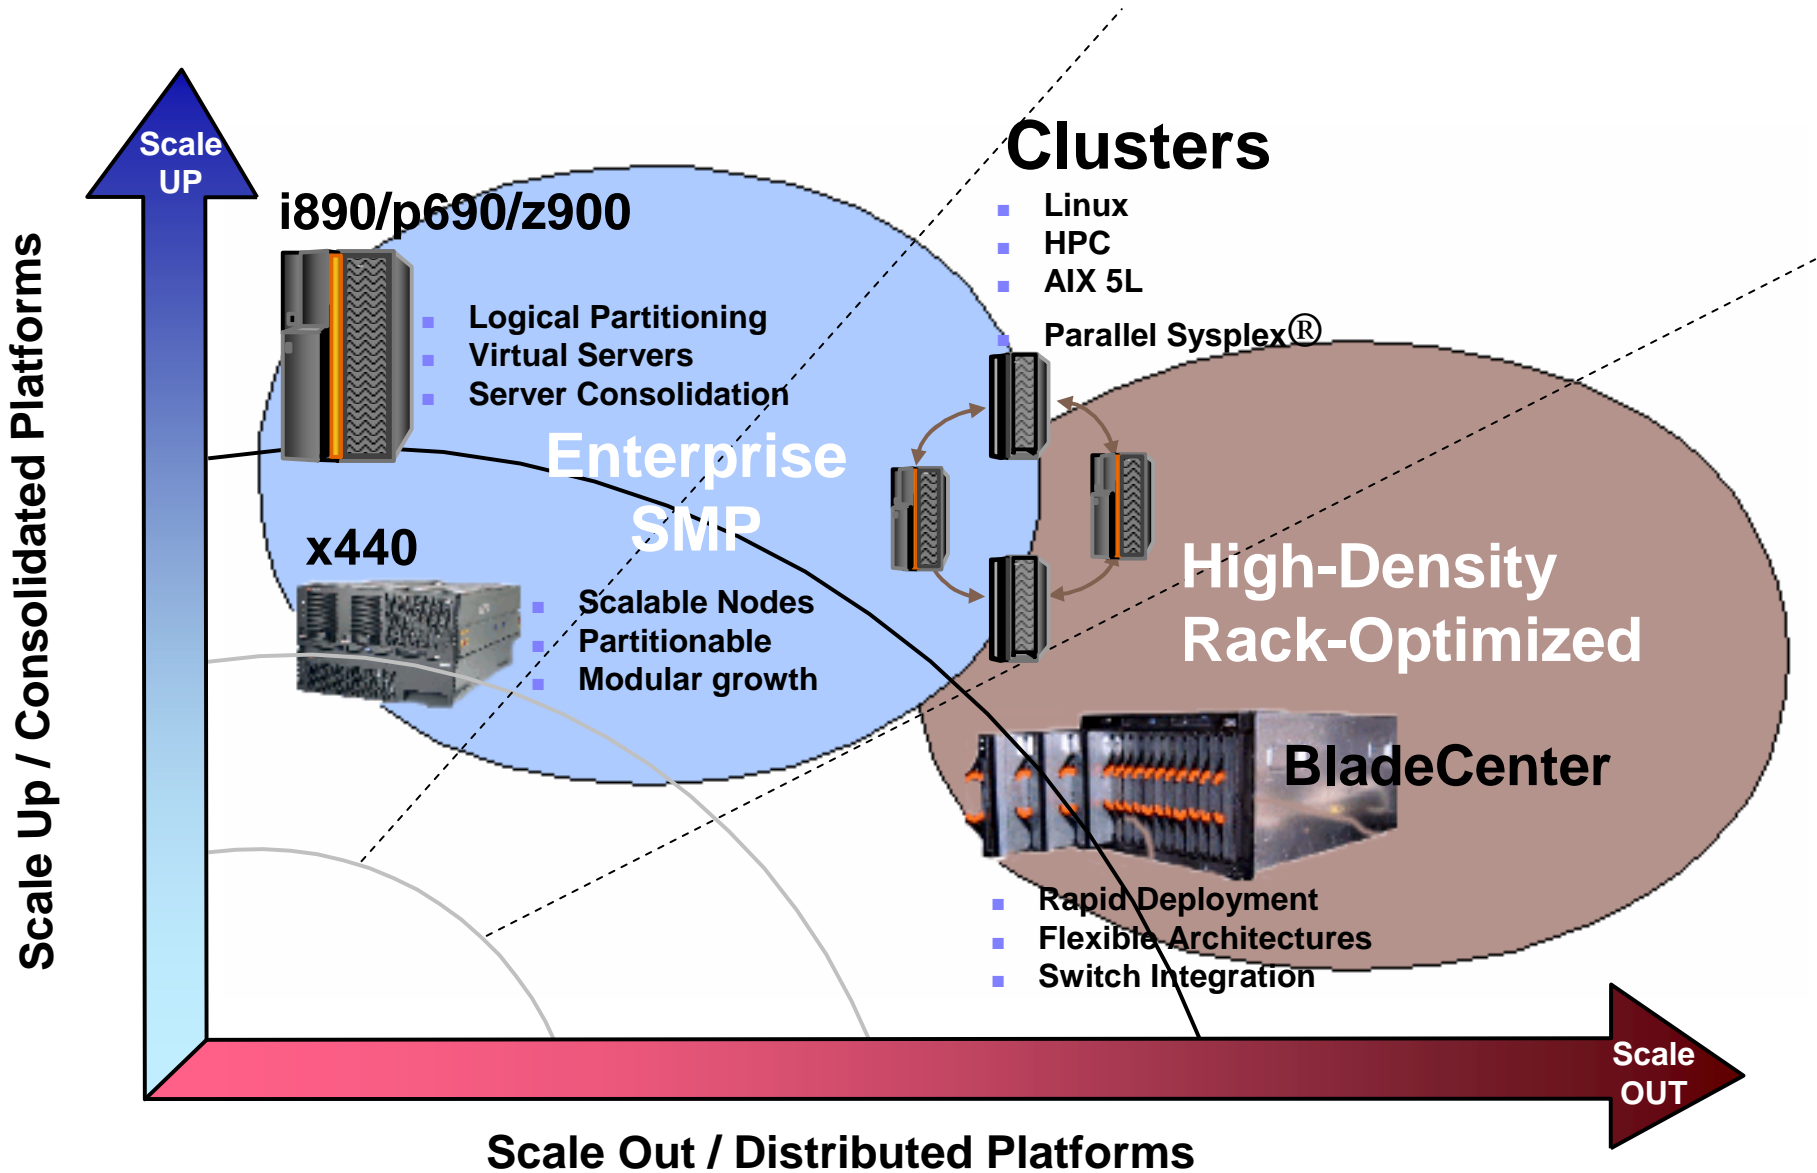 Scale
UP
Clusters
Linux
HPC
AIX 5L
Parallel Sysplex®
i890/p690/z900
Logical Partitioning
Virtual Servers
Server Consolidation
Enterprise
SMP
x440
Scalable Nodes
Partitionable
Modular growth
High-Density
Rack-Optimized
BladeCenter
Rapid Deployment
Flexible Architectures
Switch Integration
Scale
OUT
Scale Up / Consolidated Platforms
Scale Out / Distributed Platforms